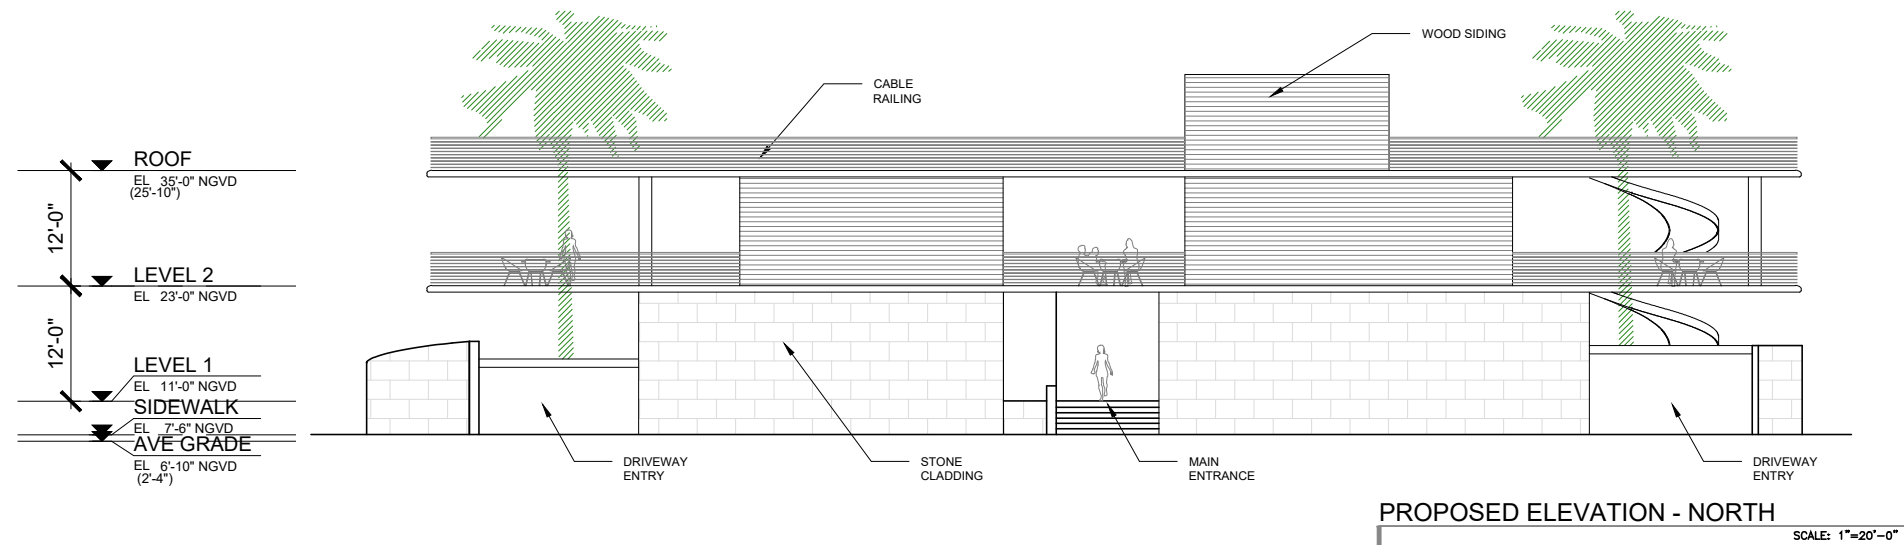 WOOD SIDING
CABLE
RAILING
ROOF
EL 35'-0" NGVD
(25'-10")
12'-0"
LEVEL 2
EL 23'-0" NGVD
12'-0"
LEVEL 1
EL 11'-0" NGVD
SIDEWALK
EL 7'-6" NGVD
AVE GRADE
EL 6'-10" NGVD
(2'-4")
DRIVEWAY
ENTRY
STONE
CLADDING
MAIN
ENTRANCE
DRIVEWAY
ENTRY
PROPOSED ELEVATION - NORTH
SCALE: 1"=20'-0"